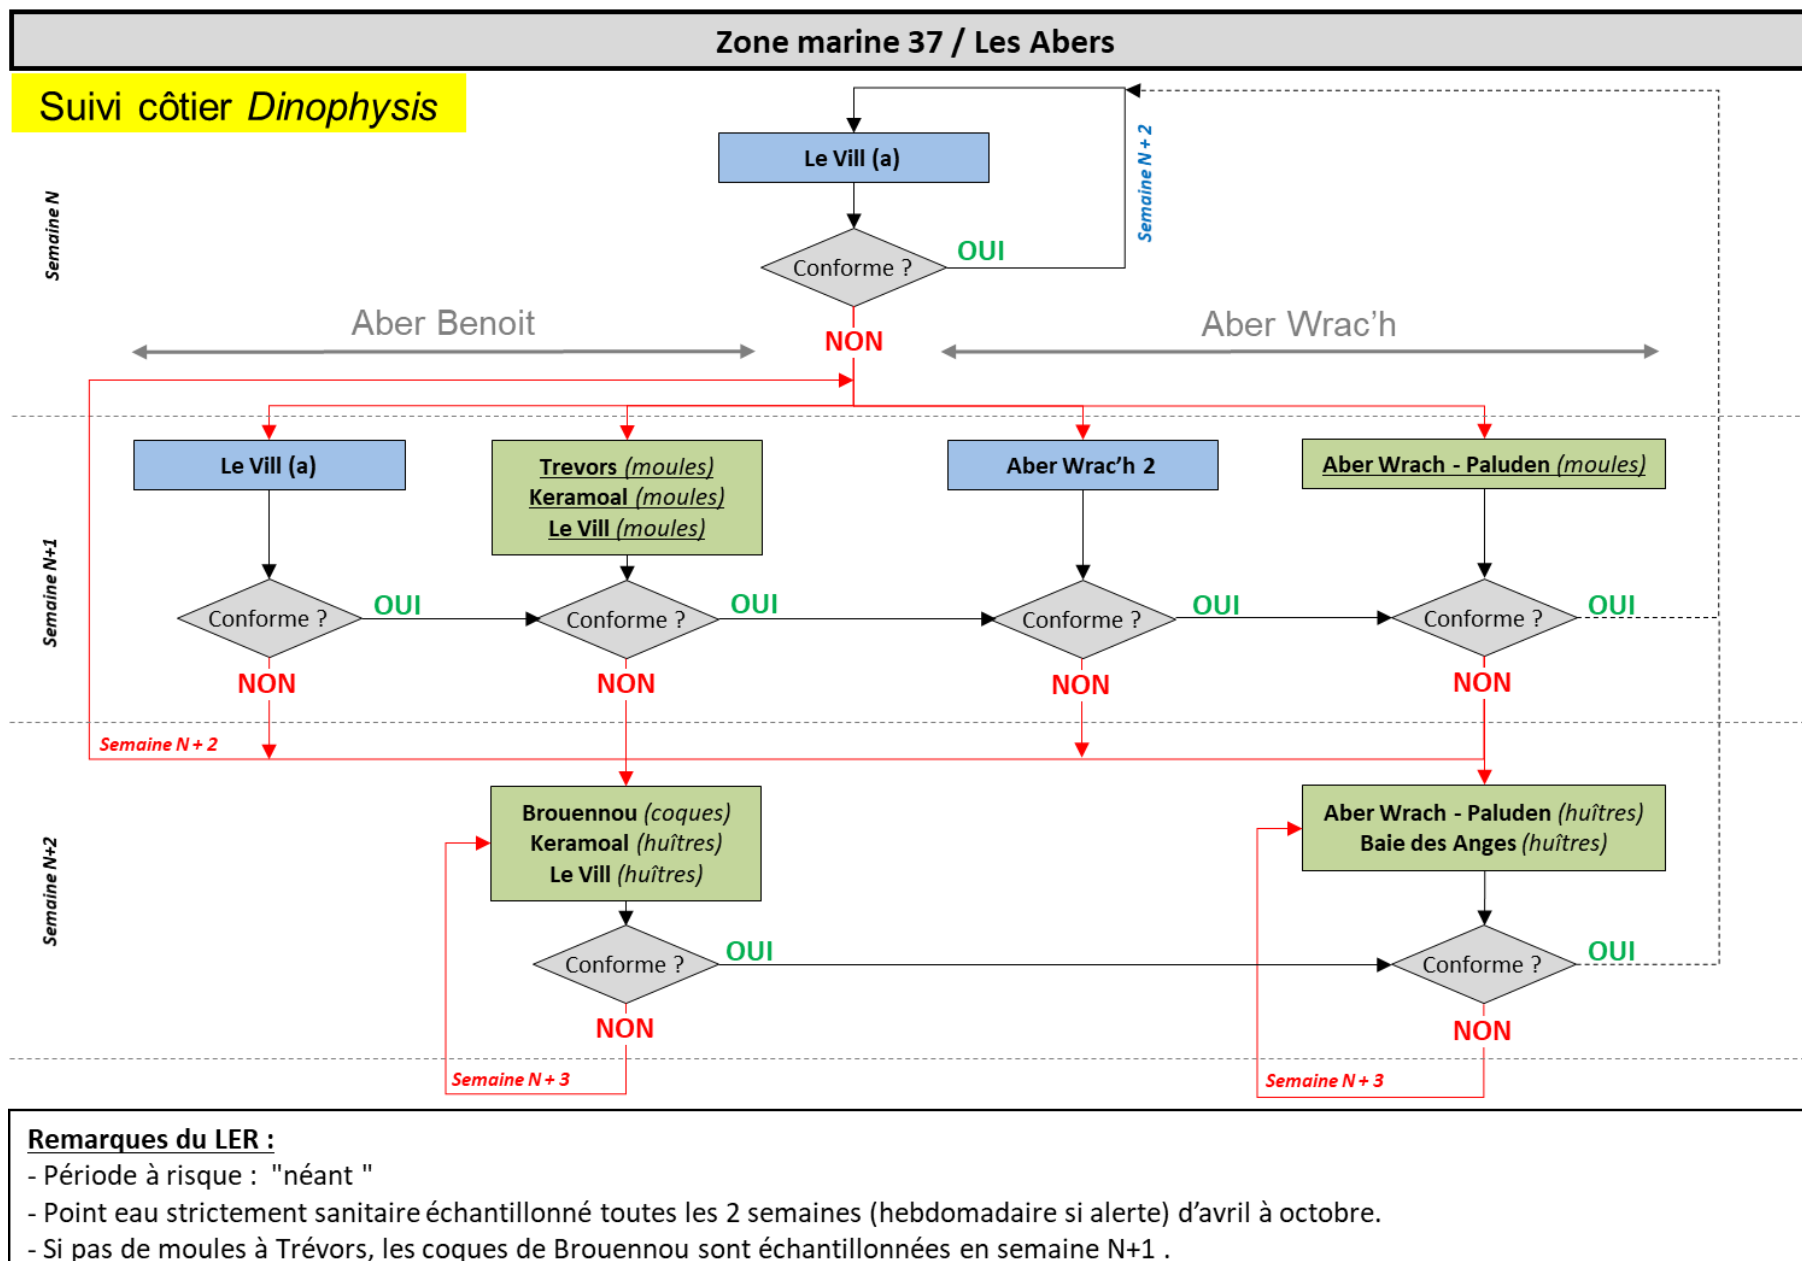 Zone marine 37 / Les Abers
Suivi côtier Dinophysis
Le Vill (a)
Semaine N + 2
Semaine N
Conforme ?
OUI
Aber Benoit
Aber Wrac'h
NON
Le Vill (a)
Trevors (moules)
Keramoal (moules)
Le Vill (moules)
Aber Wrac'h 2
Aber Wrach - Paluden (moules)
Semaine N+1
Conforme ?
OUI
Conforme ?
OUI
Conforme ?
OUI
Conforme ?
OUI
NON
NON
NON
NON
Semaine N + 2
Semaine N+2
Brouennou (coques)
Keramoal (huîtres)
Le Vill (huîtres)
Aber Wrach - Paluden (huîtres)
Baie des Anges (huîtres)
Conforme ?
OUI
Conforme ?
OUI
NON
NON
Semaine N + 3
Semaine N + 3
Remarques du LER :
- Période à risque : "néant "
- Point eau strictement sanitaire échantillonné toutes les 2 semaines (hebdomadaire si alerte) d'avril à octobre.
- Si pas de moules à Trévors, les coques de Brouennou sont échantillonnées en semaine N+1 .